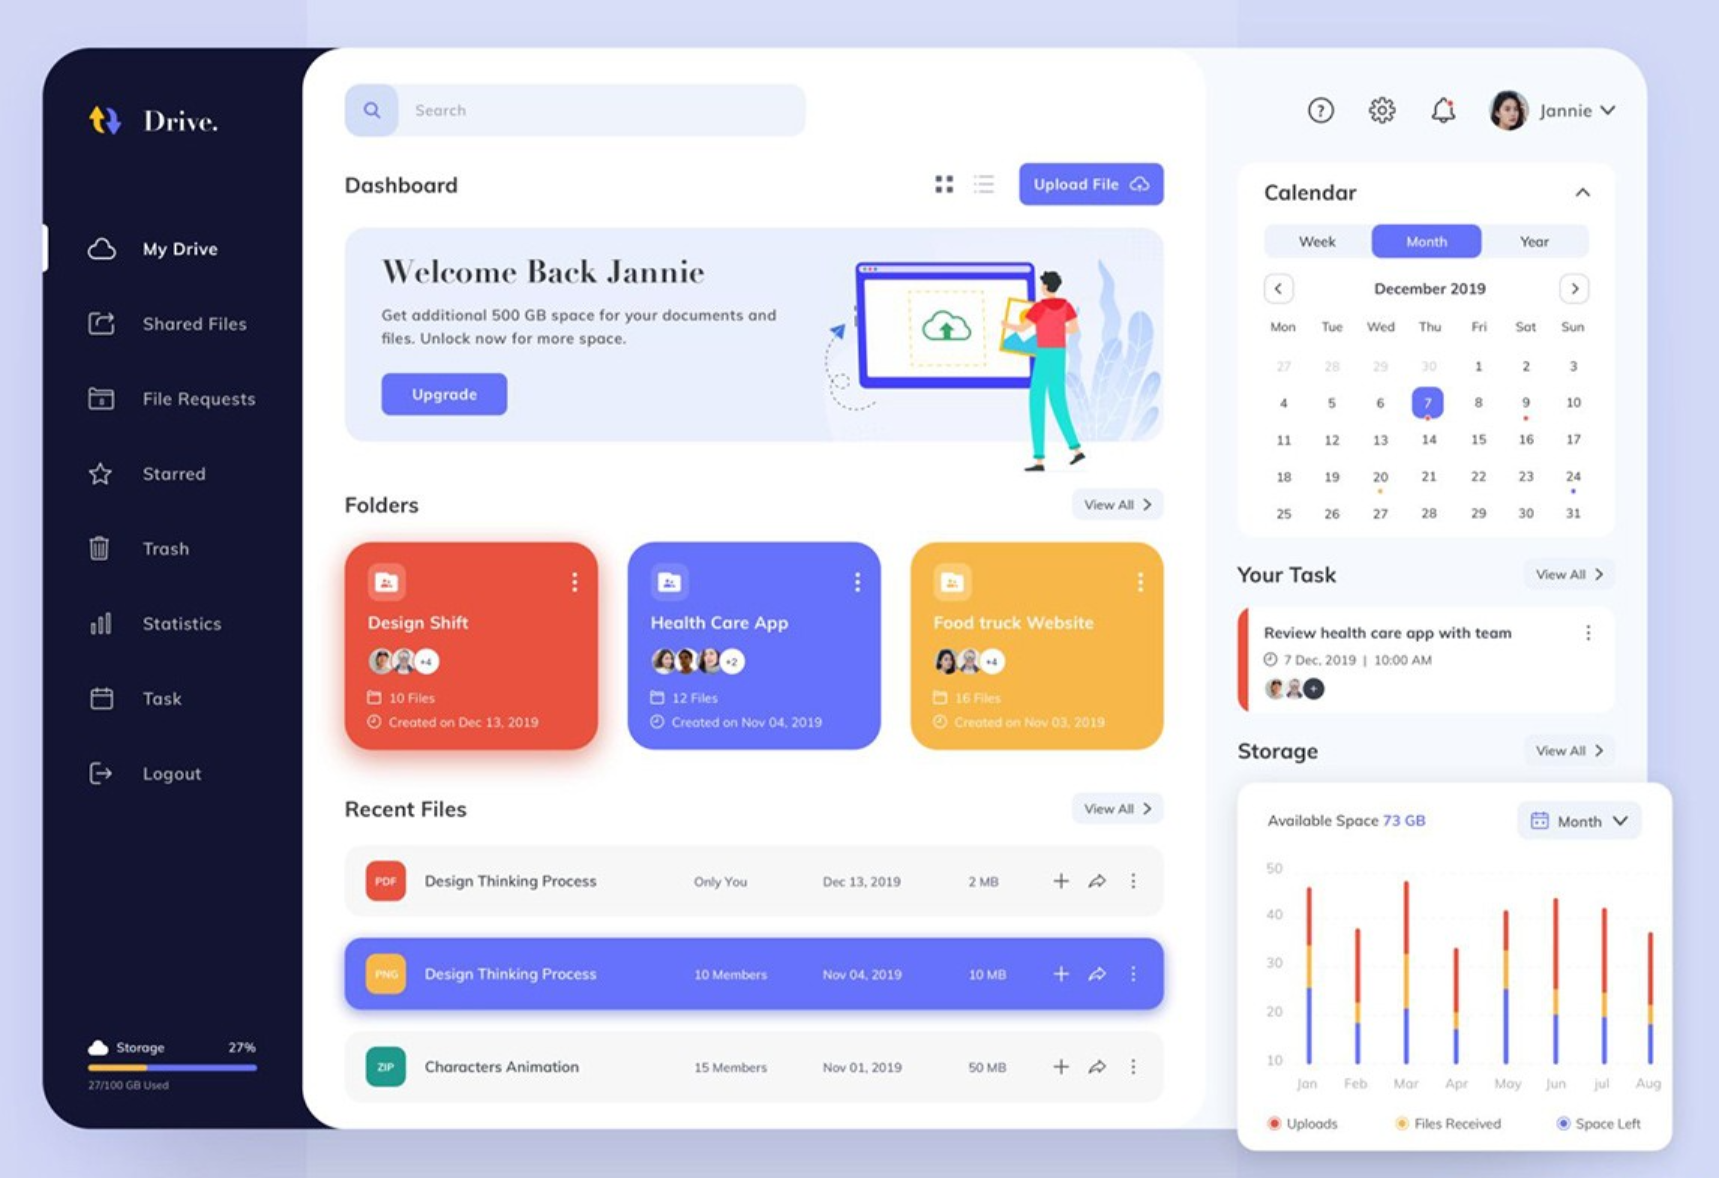 Drive.
My Drive
Shared Files
File Requests
Starred
Trash
Statistics
Task
Logout
Storage 27%
27/100 GB Used
Search
Dashboard
Upload File
Welcome Back Jannie
Get additional 500 GB space for your documents and
files. Unlock now for more space.
Upgrade
Folders
View All
Design Shift
+4
10 Files
Created on Dec 13, 2019
Health Care App
+2
12 Files
Created on Nov 04, 2019
Food truck Website
+4
16 Files
Created on Nov 03, 2019
Recent Files
View All
PDF Design Thinking Process Only You Dec 13, 2019 2 MB
PNG Design Thinking Process 10 Members Nov 04, 2019 10 MB
ZIP Characters Animation 15 Members Nov 01, 2019 50 MB
? Jannie
Calendar
Week Month Year
December 2019
Mon Tue Wed Thu Fri Sat Sun
27 28 29 30 1 2 3
4 5 6 7 8 9 10
11 12 13 14 15 16 17
18 19 20 21 22 23 24
25 26 27 28 29 30 31
Your Task
View All
Review health care app with team
7 Dec, 2019 | 10:00 AM
+
Storage
View All
Available Space 73 GB
Month
50
40
30
20
10
Jan Feb Mar Apr May Jun jul Aug
Uploads Files Received Space Left